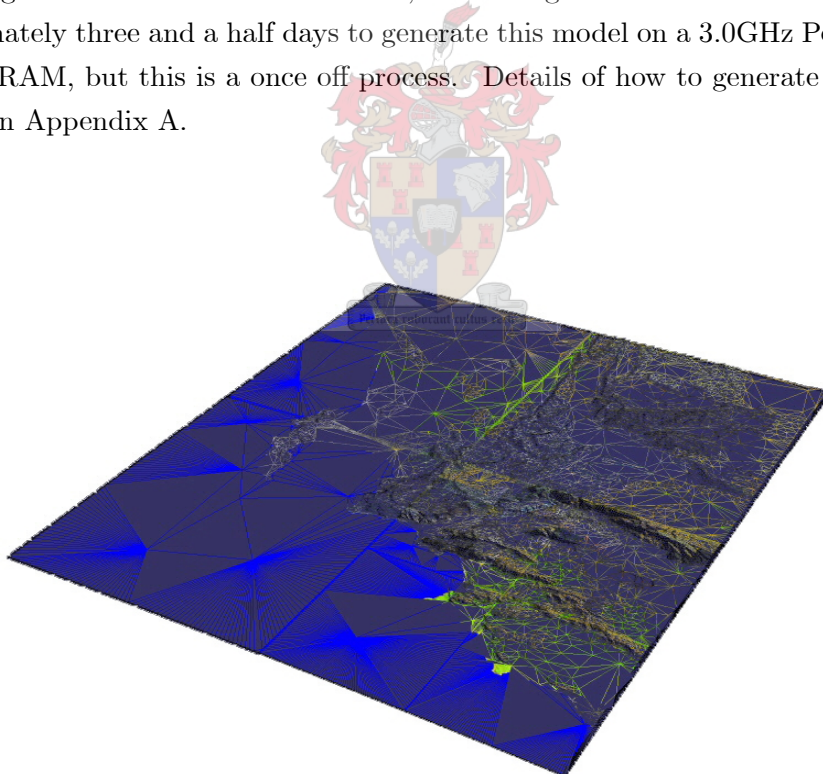 nately three and a half days to generate this model on a 3.0GHz
RAM, but this is a once off process. Details of how to generate
n Appendix A.
Pectora roborant cultus recti